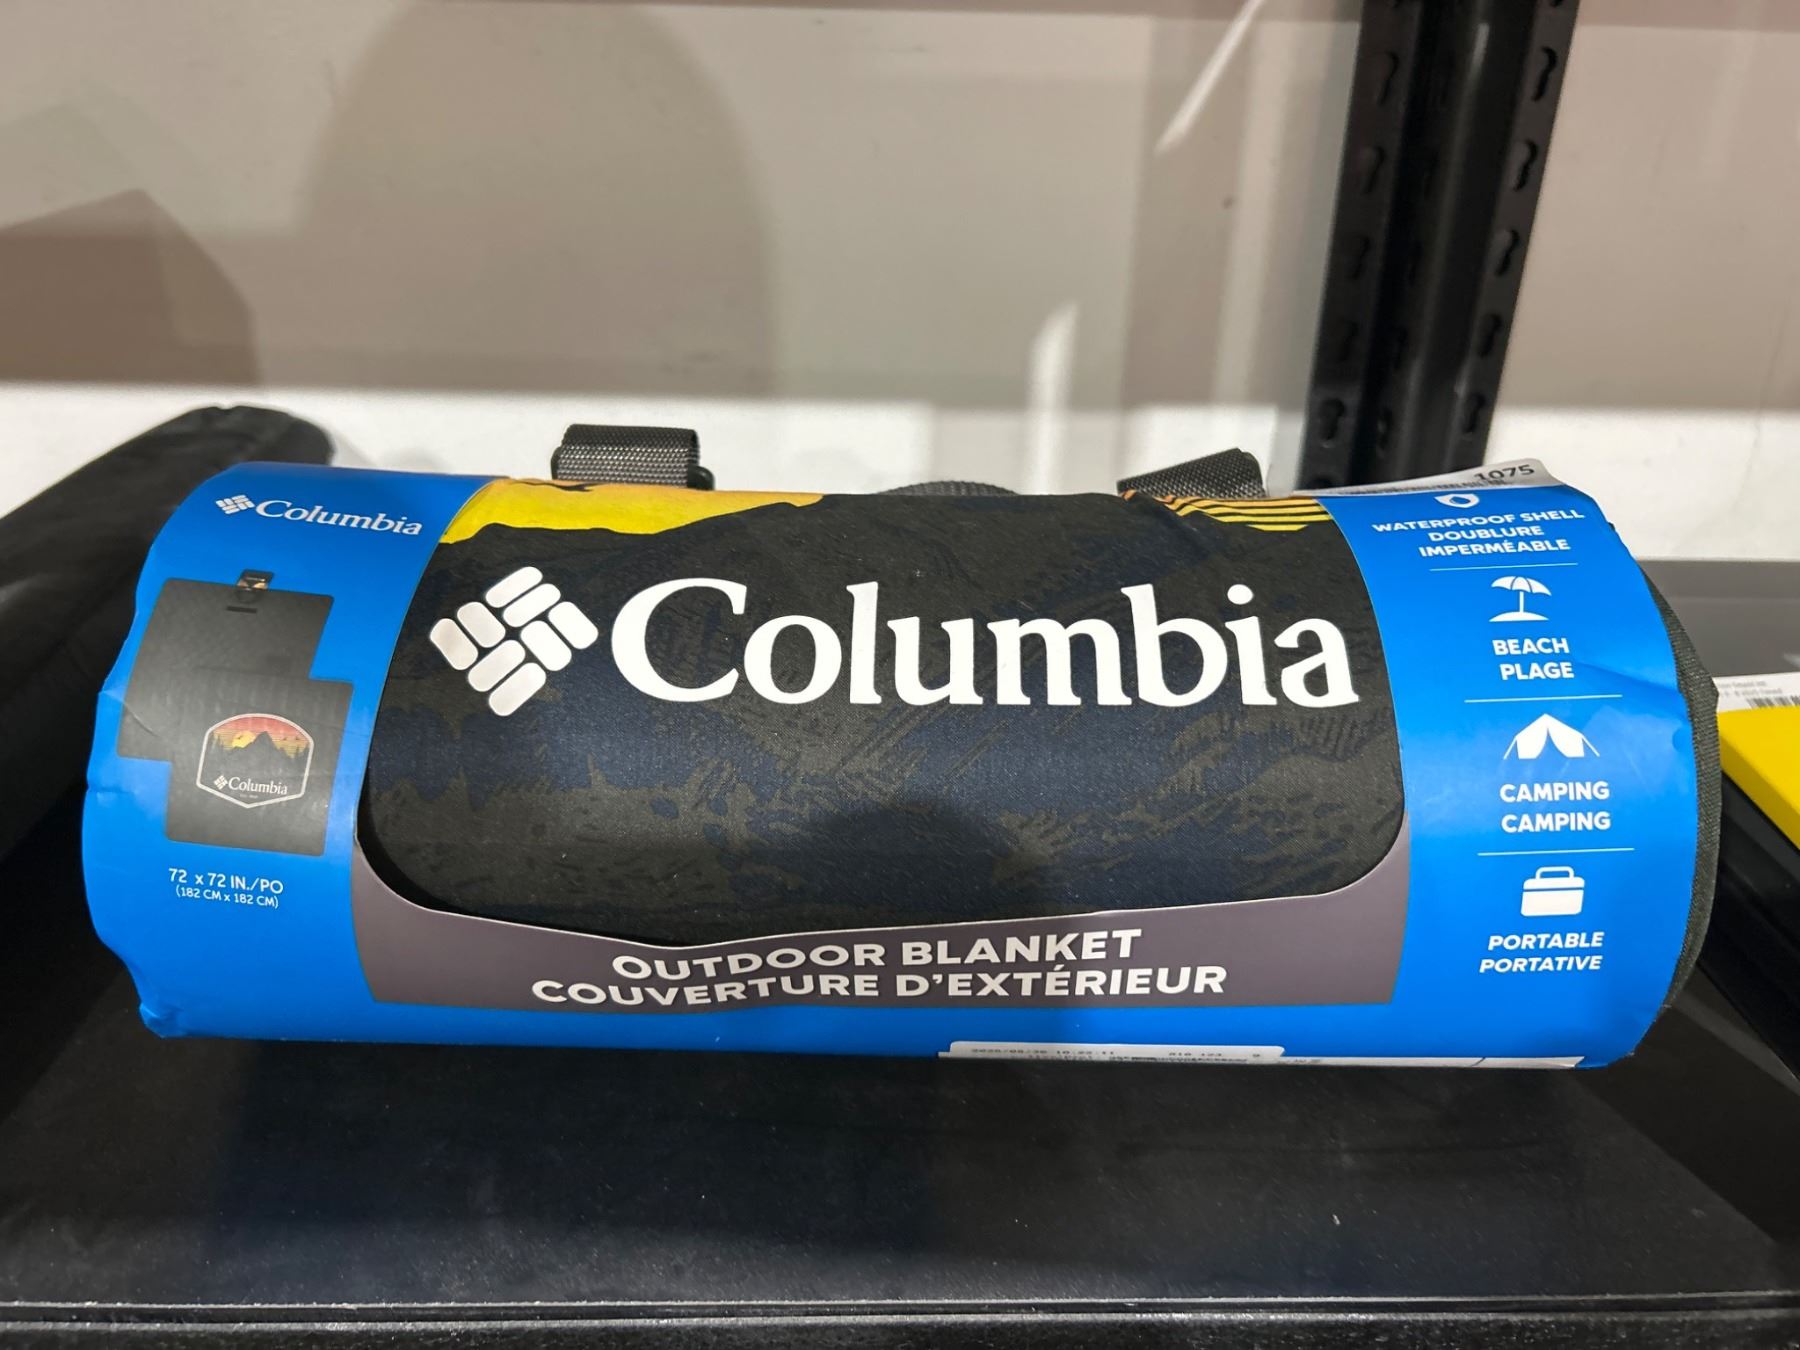 Columbia
Columbia
72 x 72 IN./PO
(182 CM x 182 CM)
Columbia
OUTDOOR BLANKET
COUVERTURE D'EXTÉRIEUR
1075
WATERPROOF SHELL
DOUBLURE
IMPERMÉABLE
BEACH
PLAGE
CAMPING
CAMPING
PORTABLE
PORTATIVE